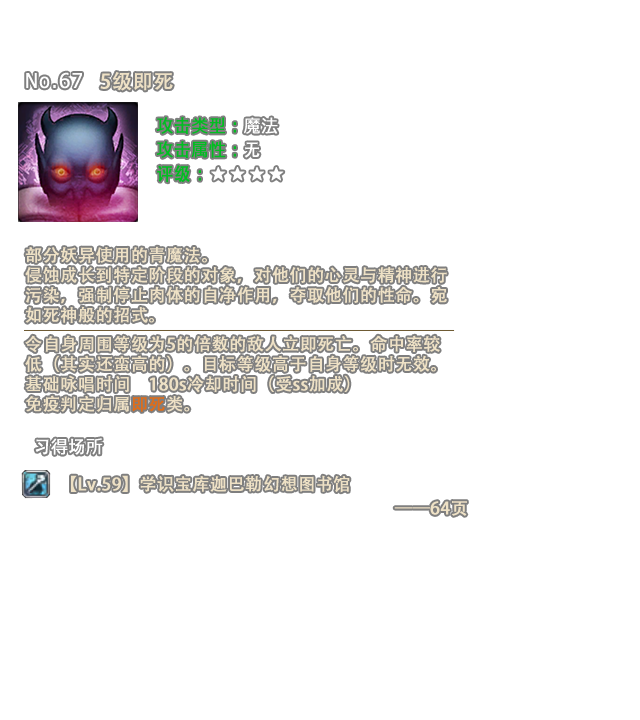 No.67 5级即死
攻击类型：魔法
攻击属性：无
评级：☆☆☆☆
部分妖异使用的青魔法。
侵蚀成长到特定阶段的对象，对他们的心灵与精神进行
污染，强制停止肉体的自净作用，夺取他们的性命。宛
如死神般的招式。
令自身周围等级为5的倍数的敌人立即死亡。命中率较
低（其实还蛮高的）。目标等级高于自身等级时无效。
基础咏唱时间 180s冷却时间（受ss加成）
免疫判定归属即死类。
习得场所
【Lv.59】学识宝库迦巴勒幻想图书馆
——64页